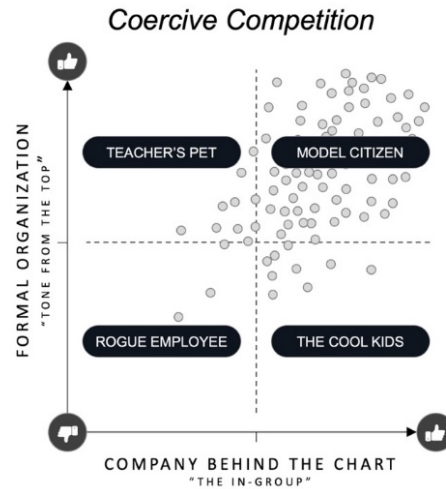 Coercive Competition
TEACHER'S PET
MODEL CITIZEN
FORMAL ORGANIZATION
"TONE FROM THE TOP"
ROGUE EMPLOYEE
THE COOL KIDS
COMPANY BEHIND THE CHART
"THE IN-GROUP"